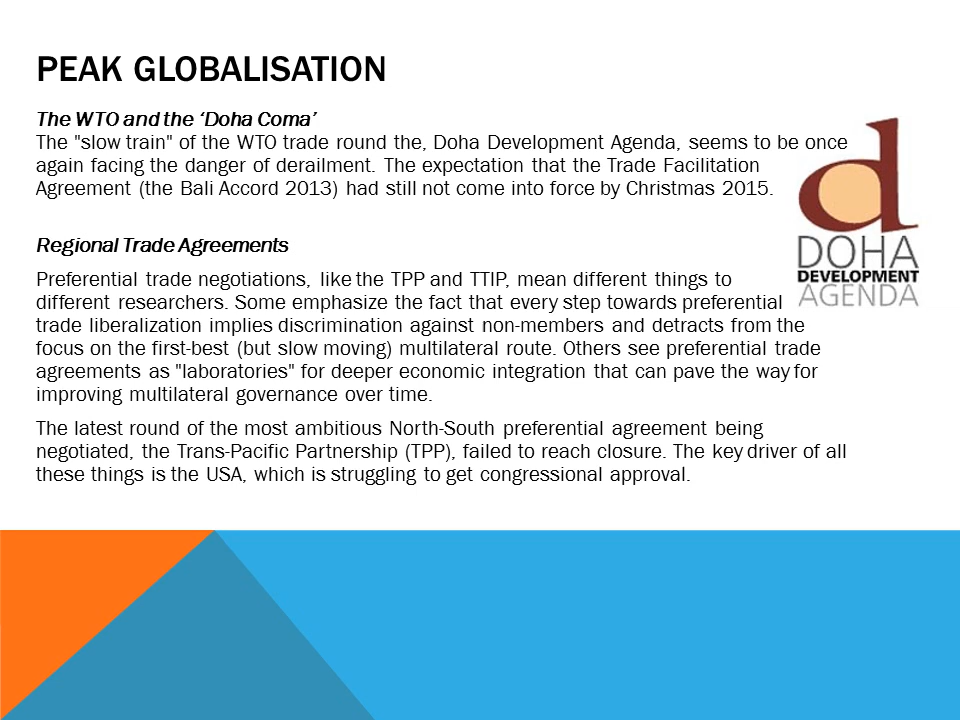 PEAK GLOBALISATION
The WTO and the ‘Doha Coma’
The "slow train" of the WTO trade round the, Doha Development Agenda, seems to be once
again facing the danger of derailment. The expectation that the Trade Facilitation
Agreement (the Bali Accord 2013) had still not come into force by Christmas 2015.
Regional Trade Agreements
Preferential trade negotiations, like the TPP and TTIP, mean different things to
different researchers. Some emphasize the fact that every step towards preferential
trade liberalization implies discrimination against non-members and detracts from the
focus on the first-best (but slow moving) multilateral route. Others see preferential trade
agreements as "laboratories" for deeper economic integration that can pave the way for
improving multilateral governance over time.
The latest round of the most ambitious North-South preferential agreement being
negotiated, the Trans-Pacific Partnership (TPP), failed to reach closure. The key driver of all
these things is the USA, which is struggling to get congressional approval.
d
DOHA
DEVELOPMENT
AGENDA